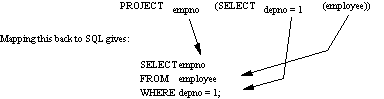 PROJECT empno (SELECT depno = 1 (employee))
Mapping this back to SQL gives:
SELECT empno
FROM employee
WHERE depno = 1;